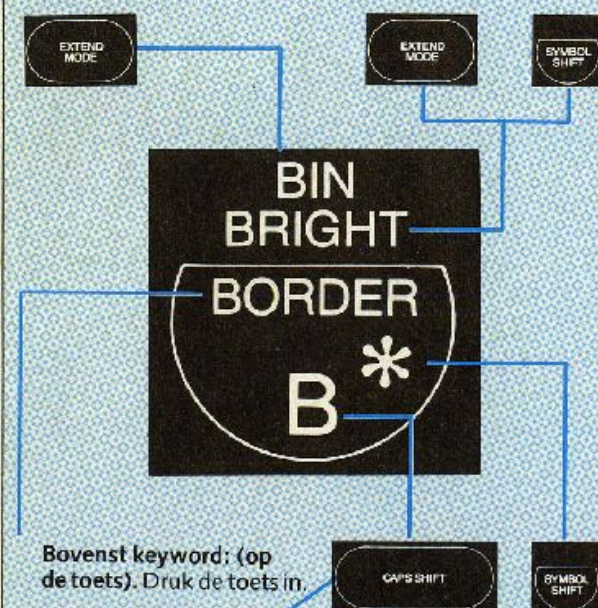 EXTEND
MODE
EXTEND
MODE
SYMBOL
SHIFT
BIN
BRIGHT
BORDER
*
B
Bovenst keyword: (op
de toets). Druk de toets in.
CAPS SHIFT
SYMBOL
SHIFT